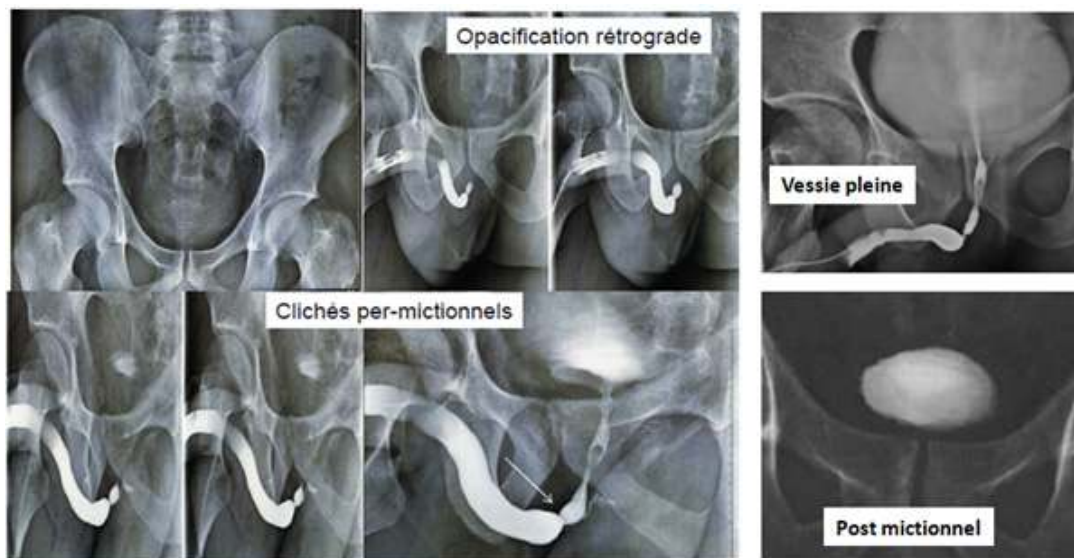 Opacification rétrograde
Vessie pleine
Clichés per-mictionnels
Post mictionnel